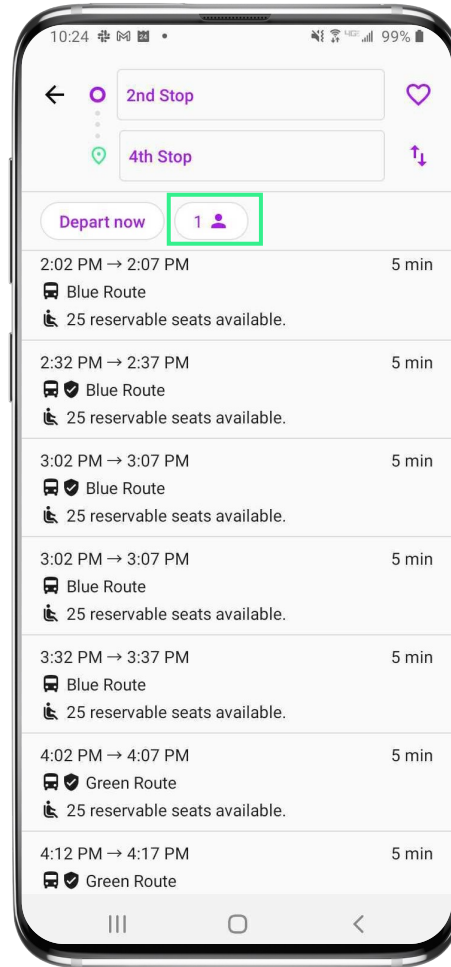 10:24 24 4GE 99%
2nd Stop
4th Stop
Depart now 1
2:02 PM → 2:07 PM 5 min
Blue Route
25 reservable seats available.
2:32 PM → 2:37 PM 5 min
Blue Route
25 reservable seats available.
3:02 PM → 3:07 PM 5 min
Blue Route
25 reservable seats available.
3:02 PM → 3:07 PM 5 min
Blue Route
25 reservable seats available.
3:32 PM → 3:37 PM 5 min
Blue Route
25 reservable seats available.
4:02 PM → 4:07 PM 5 min
Green Route
25 reservable seats available.
4:12 PM → 4:17 PM 5 min
Green Route